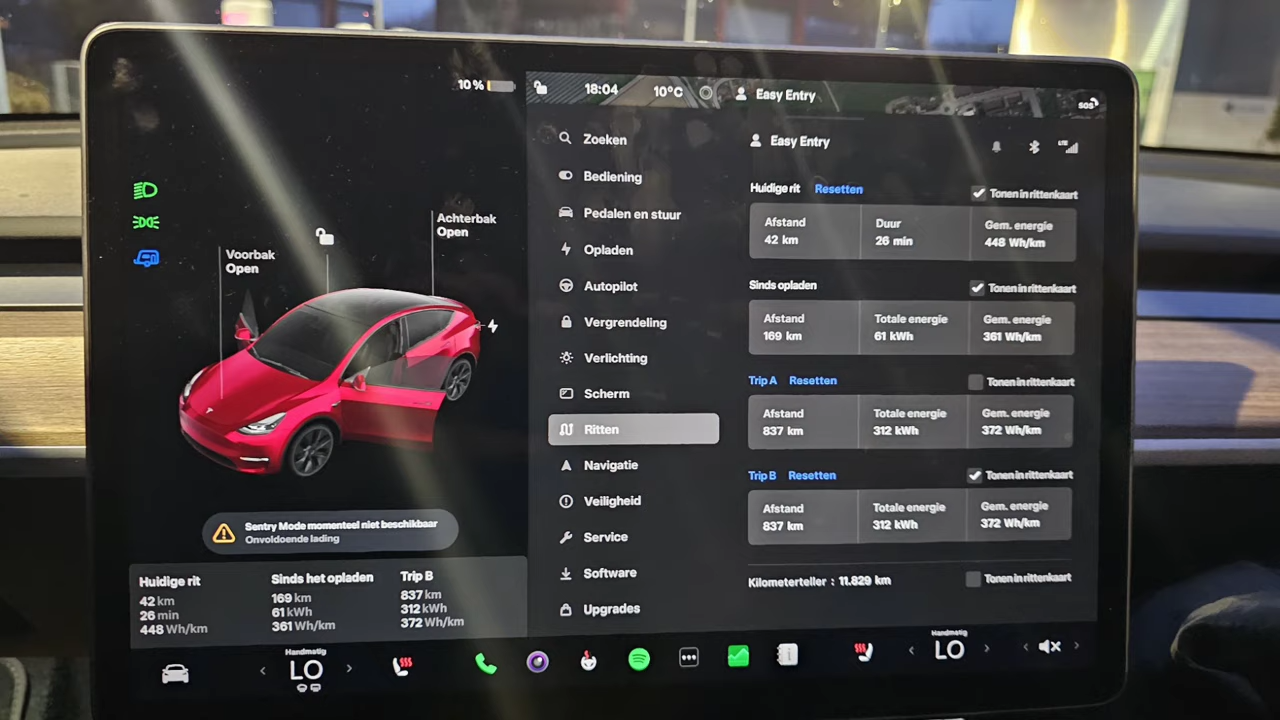 10 %
18:04
10°C
Easy Entry
SOS
Voorbak
Open
Achterbak
Open
Sentry Mode momenteel niet beschikbaar
Onvoldoende lading
Huidige rit
42 km
26 min
448 Wh/km
Sinds het opladen
169 km
61 kWh
361 Wh/km
Trip B
837 km
312 kWh
372 Wh/km
Zoeken
Bediening
Pedalen en stuur
Opladen
Autopilot
Vergrendeling
Verlichting
Scherm
Ritten
Navigatie
Veiligheid
Service
Software
Upgrades
Easy Entry
LTE
Huidige rit Resetten Tonen in rittenkaart
Afstand Duur Gem. energie
42 km 26 min 448 Wh/km
Sinds opladen Tonen in rittenkaart
Afstand Totale energie Gem. energie
169 km 61 kWh 361 Wh/km
Trip A Resetten Tonen in rittenkaart
Afstand Totale energie Gem. energie
837 km 312 kWh 372 Wh/km
Trip B Resetten Tonen in rittenkaart
Afstand Totale energie Gem. energie
837 km 312 kWh 372 Wh/km
Kilometerteller : 11.829 km Tonen in rittenkaart
Handmatig
LO
Handmatig
LO